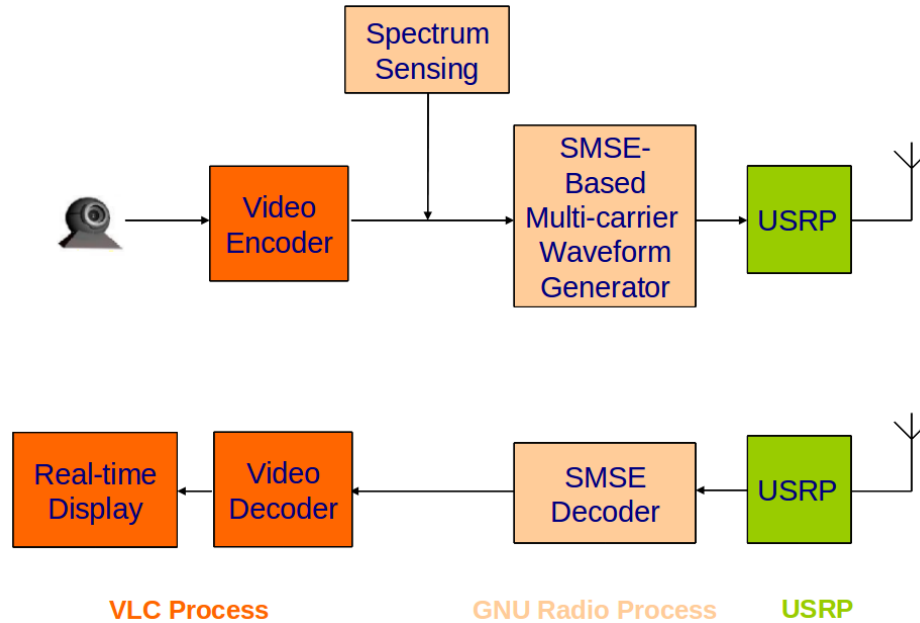 Spectrum
Sensing
Video
Encoder
SMSE-
Based
Multi-carrier
Waveform
Generator
USRP
Real-time
Display
Video
Decoder
SMSE
Decoder
USRP
VLC Process
GNU Radio Process
USRP